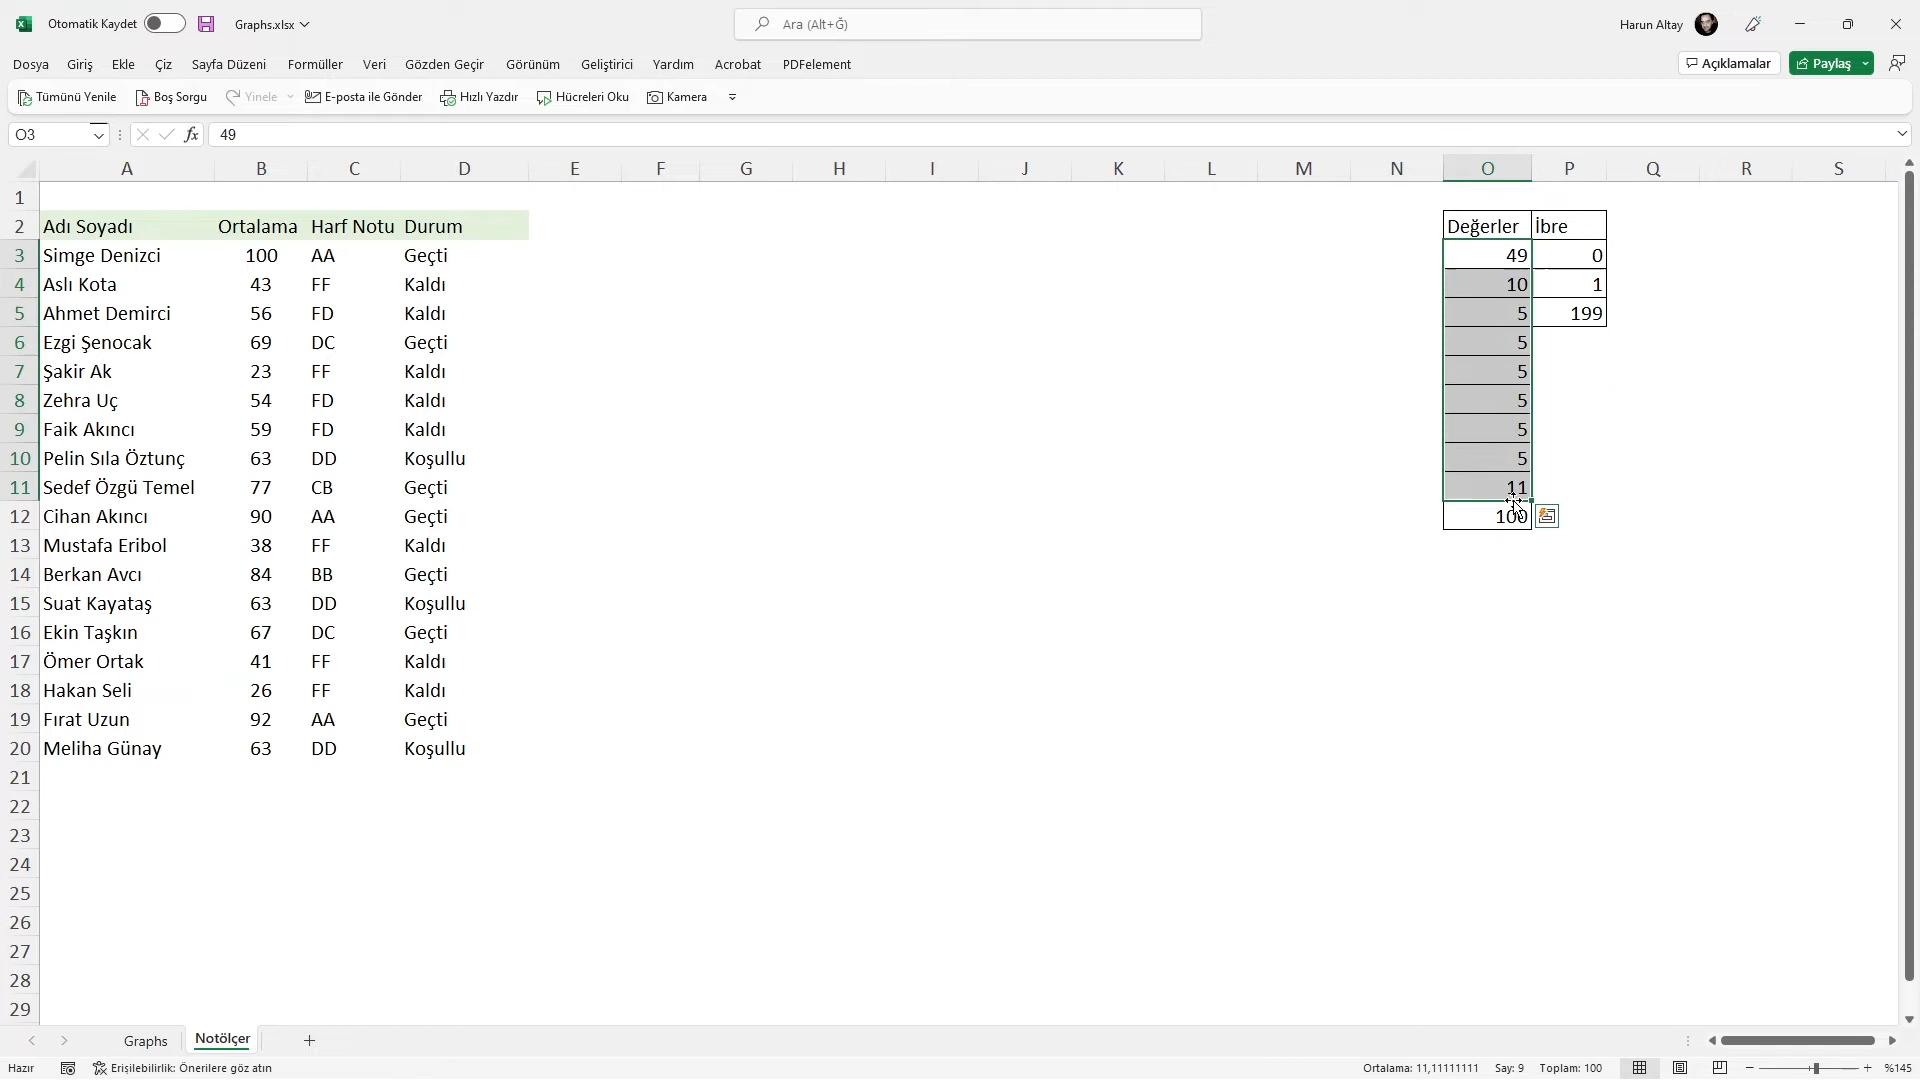 Otomatik Kaydet Graphs.xlsx Ara (Alt+Ğ) Harun Altay
Dosya Giriş Ekle Çiz Sayfa Düzeni Formüller Veri Gözden Geçir Görünüm Geliştirici Yardım Acrobat PDFelement Açıklamalar Paylaş
Tümünü Yenile Boş Sorgu Yinele E-posta ile Gönder Hızlı Yazdır Hücreleri Oku Kamera
O3 fx 49
A B C D E F G H I J K L M N O P Q R S
1
2 Adı Soyadı Ortalama Harf Notu Durum Değerler İbre
3 Simge Denizci 100 AA Geçti 49 0
4 Aslı Kota 43 FF Kaldı 10 1
5 Ahmet Demirci 56 FD Kaldı 5 199
6 Ezgi Şenocak 69 DC Geçti 5
7 Şakir Ak 23 FF Kaldı 5
8 Zehra Uç 54 FD Kaldı 5
9 Faik Akıncı 59 FD Kaldı 5
10 Pelin Sıla Öztunç 63 DD Koşullu 5
11 Sedef Özgü Temel 77 CB Geçti 11
12 Cihan Akıncı 90 AA Geçti 100
13 Mustafa Eribol 38 FF Kaldı
14 Berkan Avcı 84 BB Geçti
15 Suat Kayataş 63 DD Koşullu
16 Ekin Taşkın 67 DC Geçti
17 Ömer Ortak 41 FF Kaldı
18 Hakan Seli 26 FF Kaldı
19 Fırat Uzun 92 AA Geçti
20 Meliha Günay 63 DD Koşullu
21
22
23
24
25
26
27
28
29
Graphs Notölçer
Hazır Erişilebilirlik: Önerilere göz atın Ortalama: 11,11111111 Say: 9 Toplam: 100 %145